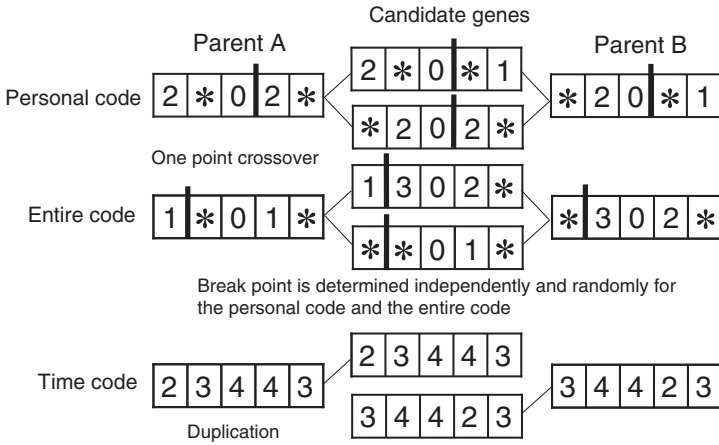 Candidate genes
Parent A
Parent B
2 * 0 * 1
Personal code
2 * 0 2 *
* 2 0 * 1
* 2 0 2 *
One point crossover
1 3 0 2 *
Entire code
1 * 0 1 *
* 3 0 2 *
* * 0 1 *
Break point is determined independently and randomly for
the personal code and the entire code
2 3 4 4 3
Time code
2 3 4 4 3
3 4 4 2 3
3 4 4 2 3
Duplication